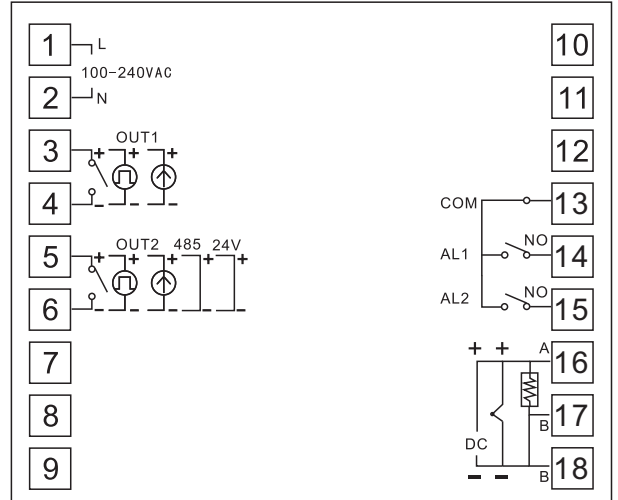 1 L
100-240VAC
2 N
3 + OUT1 + +
4 - - -
5 + OUT2 + + 485 + 24V +
6 - - - - -
7
8
9
10
11
12
COM 13
AL1 NO 14
AL2 NO 15
+ + A 16
B 17
DC
- - B 18